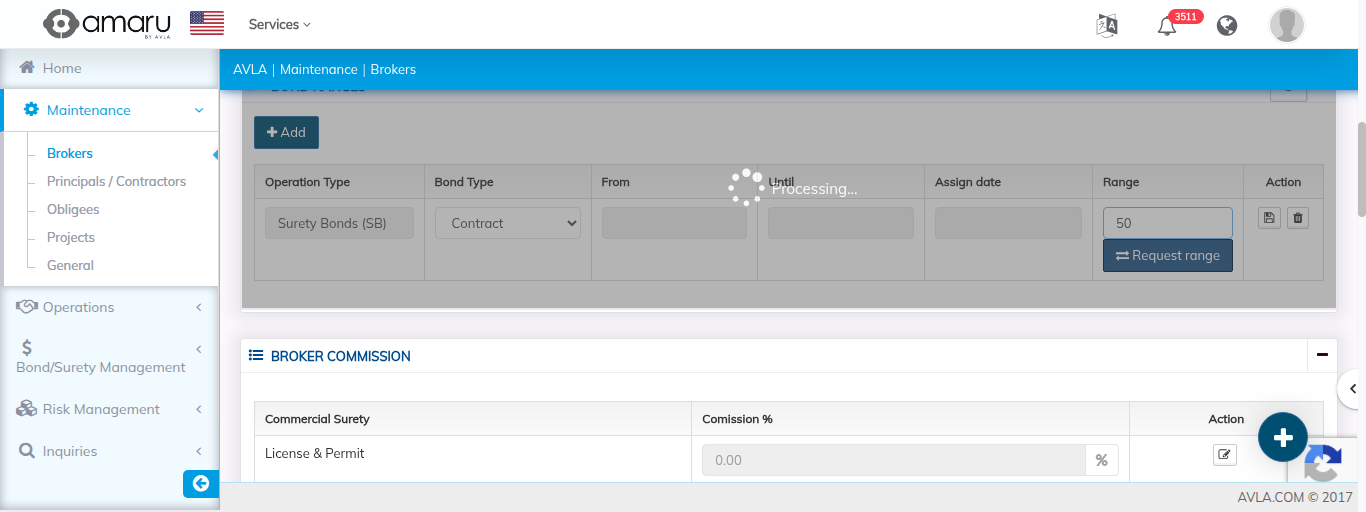 amaru
BY AVLA
Services
3511
Home
AVLA | Maintenance | Brokers
Maintenance
Brokers
Principals / Contractors
Obligees
Projects
General
Operations
Bond/Surety Management
Risk Management
Inquiries
Add
Operation Type Bond Type From Until Assign date Range Action
Processing...
Surety Bonds (SB) Contract 50
Request range
BROKER COMMISSION
Commercial Surety Comission % Action
License & Permit 0.00 %
AVLA.COM © 2017